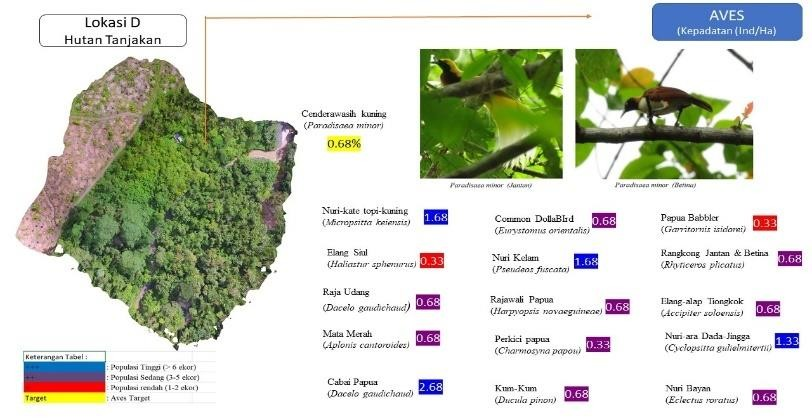 Lokasi D
Hutan Tanjakan
AVES
(Kepadatan (Ind/Ha)
Cenderawasih kuning
(Paradisaea minor)
0.68%
Paradisaea minor (Jantan)
Paradisaea minor (Betina)
Nuri-kate topi-kuning
(Micropsitta keiensis)
1.68
Common DollaBIrd
(Eurystomus orientalis)
0.68
Papua Babbler
(Garritornis isidorei)
0.33
Elang Siul
(Haliastur sphenurus)
0.33
Nuri Kelam
(Pseudeos fuscata)
1.68
Rangkong Jantan & Betina
(Rhyticeros plicatus)
0.68
Raja Udang
(Dacelo gaudichaud)
0.68
Rajawali Papua
(Harpyopsis novaeguineae)
0.68
Elang-alap Tiongkok
(Accipiter soloensis)
0.68
Mata Merah
(Aplonis cantoroides)
0.68
Perkici papua
(Charmosyna papou)
0.33
Nuri-ara Dada-Jingga
(Cyclopsitta gulielmitertii)
1.33
Cabai Papua
(Dacelo gaudichaud)
2.68
Kum-Kum
(Ducula pinon)
0.68
Nuri Bayan
(Eclectus roratus)
0.68
Keterangan Tabel :
+++ : Populasi Tinggi (> 6 ekor)
++ : Populasi Sedang (3-5 ekor)
: Populasi rendah (1-2 ekor)
Target : Aves Target